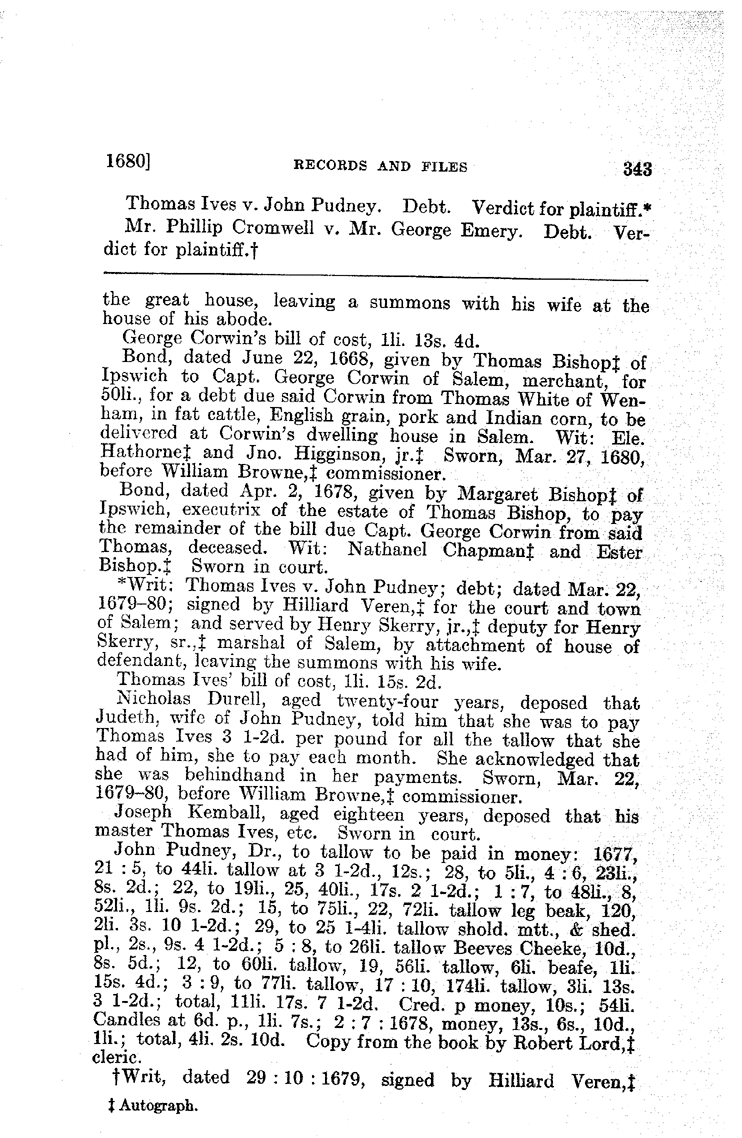 1680] RECORDS AND FILES 343
Thomas Ives v. John Pudney. Debt. Verdict for plaintiff.*
Mr. Phillip Cromwell v. Mr. George Emery. Debt. Ver-
dict for plaintiff.†
the great house, leaving a summons with his wife at the
house of his abode.
George Corwin's bill of cost, 1li. 13s. 4d.
Bond, dated June 22, 1668, given by Thomas Bishop‡ of
Ipswich to Capt. George Corwin of Salem, merchant, for
50li., for a debt due said Corwin from Thomas White of Wen-
ham, in fat cattle, English grain, pork and Indian corn, to be
delivered at Corwin's dwelling house in Salem. Wit: Ele.
Hathorne‡ and Jno. Higginson, jr.‡ Sworn, Mar. 27, 1680,
before William Browne,‡ commissioner.
Bond, dated Apr. 2, 1678, given by Margaret Bishop‡ of
Ipswich, executrix of the estate of Thomas Bishop, to pay
the remainder of the bill due Capt. George Corwin from said
Thomas, deceased. Wit: Nathanel Chapman‡ and Ester
Bishop.‡ Sworn in court.
*Writ: Thomas Ives v. John Pudney; debt; dated Mar. 22,
1679–80; signed by Hilliard Veren,‡ for the court and town
of Salem; and served by Henry Skerry, jr.,‡ deputy for Henry
Skerry, sr.,‡ marshal of Salem, by attachment of house of
defendant, leaving the summons with his wife.
Thomas Ives' bill of cost, 1li. 15s. 2d.
Nicholas Durell, aged twenty-four years, deposed that
Judeth, wife of John Pudney, told him that she was to pay
Thomas Ives 3 1-2d. per pound for all the tallow that she
had of him, she to pay each month. She acknowledged that
she was behindhand in her payments. Sworn, Mar. 22,
1679–80, before William Browne,‡ commissioner.
Joseph Kemball, aged eighteen years, deposed that his
master Thomas Ives, etc. Sworn in court.
John Pudney, Dr., to tallow to be paid in money: 1677,
21 : 5, to 44li. tallow at 3 1-2d., 12s.; 28, to 5li., 4 : 6, 23li.,
8s. 2d.; 22, to 19li., 25, 40li., 17s. 2 1-2d.; 1 : 7, to 48li., 8,
52li., 1li. 9s. 2d.; 15, to 75li., 22, 72li. tallow leg beak, 120,
2li. 3s. 10 1-2d.; 29, to 25 1-4li. tallow shold. mtt., & shed.
pl., 2s., 9s. 4 1-2d.; 5 : 8, to 26li. tallow Beeves Cheeke, 10d.,
8s. 5d.; 12, to 60li. tallow, 19, 56li. tallow, 6li. beafe, 1li.
15s. 4d.; 3 : 9, to 77li. tallow, 17 : 10, 174li. tallow, 3li. 13s.
3 1-2d.; total, 11li. 17s. 7 1-2d. Cred. p money, 10s.; 54li.
Candles at 6d. p., 1li. 7s.; 2 : 7 : 1678, money, 13s., 6s., 10d.,
1li.; total, 4li. 2s. 10d. Copy from the book by Robert Lord,‡
cleric.
†Writ, dated 29 : 10 : 1679, signed by Hilliard Veren,‡
‡ Autograph.